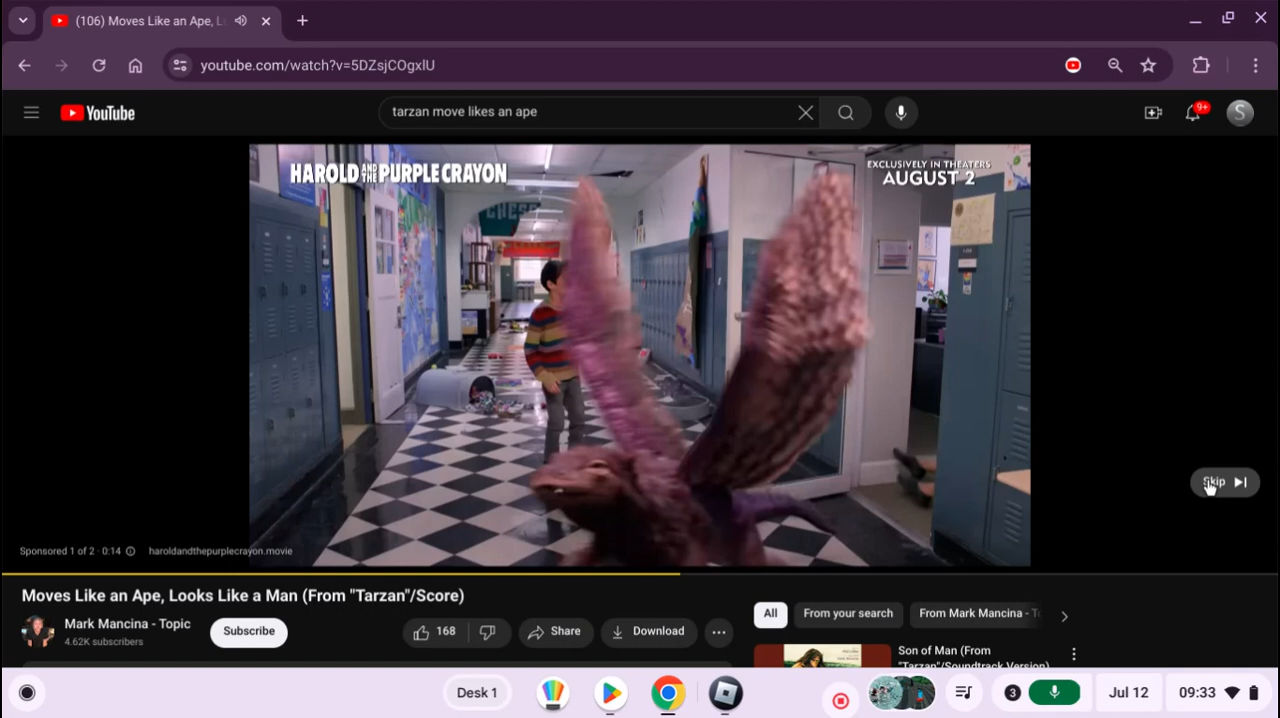 (106) Moves Like an Ape, L
youtube.com/watch?v=5DZsjCOgxlU
YouTube
tarzan move likes an ape
9+
S
HAROLD AND THE PURPLE CRAYON
EXCLUSIVELY IN THEATERS
AUGUST 2
CHESS
Skip
Sponsored 1 of 2 · 0:14
haroldandthepurplecrayon.movie
Moves Like an Ape, Looks Like a Man (From "Tarzan"/Score)
Mark Mancina - Topic
4.62K subscribers
Subscribe
168
Share
Download
All
From your search
From Mark Mancina - To
Son of Man (From
"Tarzan"/Soundtrack Version)
Desk 1
3
Jul 12
09:33